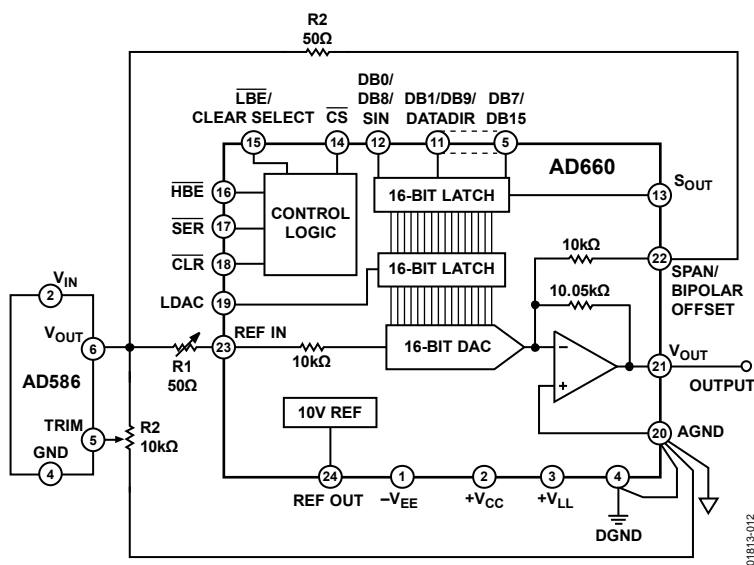 R2
50Ω
LBE/
CLEAR SELECT
CS
DB0/
DB8/
SIN
DB1/DB9/
DATADIR
DB7/
DB15
15
14
12
11
5
AD660
HBE
16
SER
17
CLR
18
LDAC
19
CONTROL
LOGIC
16-BIT LATCH
16-BIT LATCH
13
SOUT
10kΩ
22
SPAN/
BIPOLAR
OFFSET
10.05kΩ
VIN
2
VOUT
6
AD586
TRIM
5
GND
4
R1
50Ω
23
REF IN
10kΩ
16-BIT DAC
−
+
VOUT
21
OUTPUT
R2
10kΩ
10V REF
20
AGND
24
REF OUT
1
−VEE
2
+VCC
3
+VLL
4
DGND
01813-012